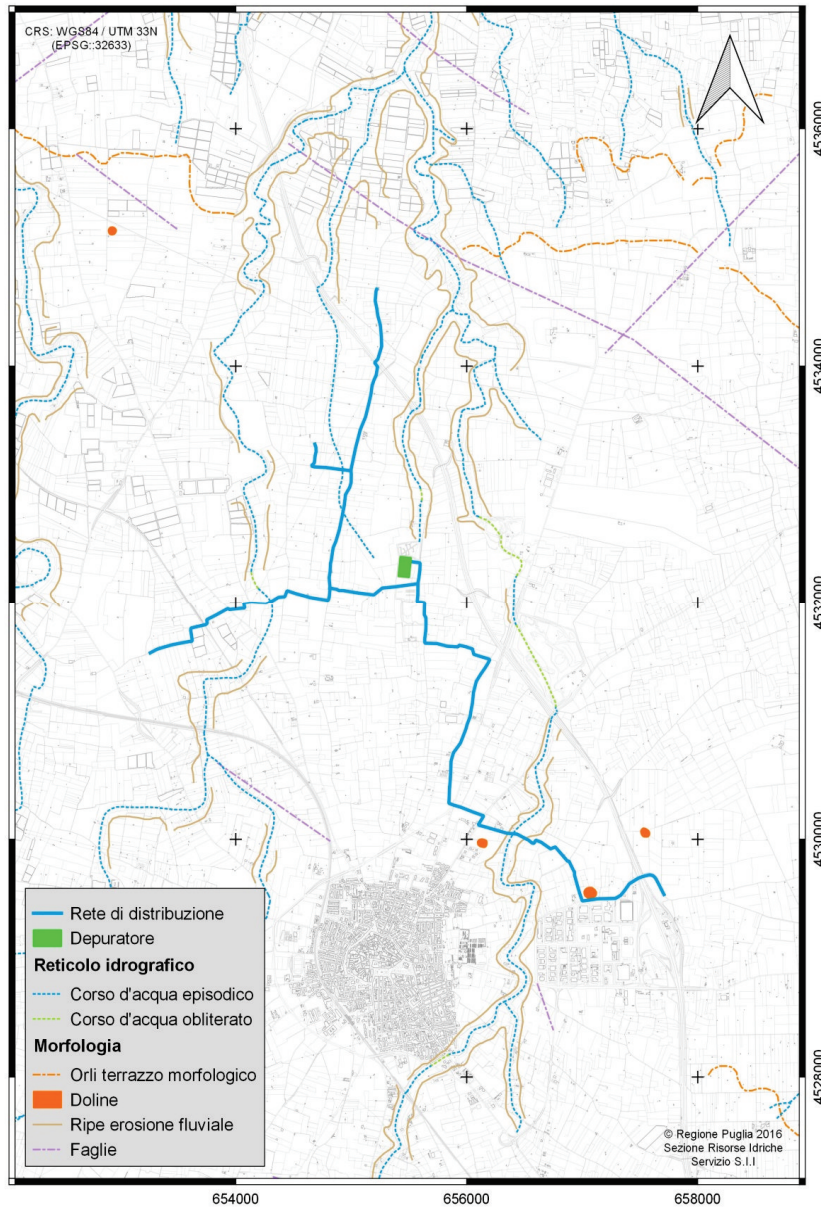 CRS: WGS84 / UTM 33N
(EPSG::32633)
4536000
4534000
4532000
4530000
4528000
Rete di distribuzione
Depuratore
Reticolo idrografico
Corso d'acqua episodico
Corso d'acqua obliterato
Morfologia
Orli terrazzo morfologico
Doline
Ripe erosione fluviale
Faglie
© Regione Puglia 2016
Sezione Risorse Idriche
Servizio S.I.I
654000
656000
658000